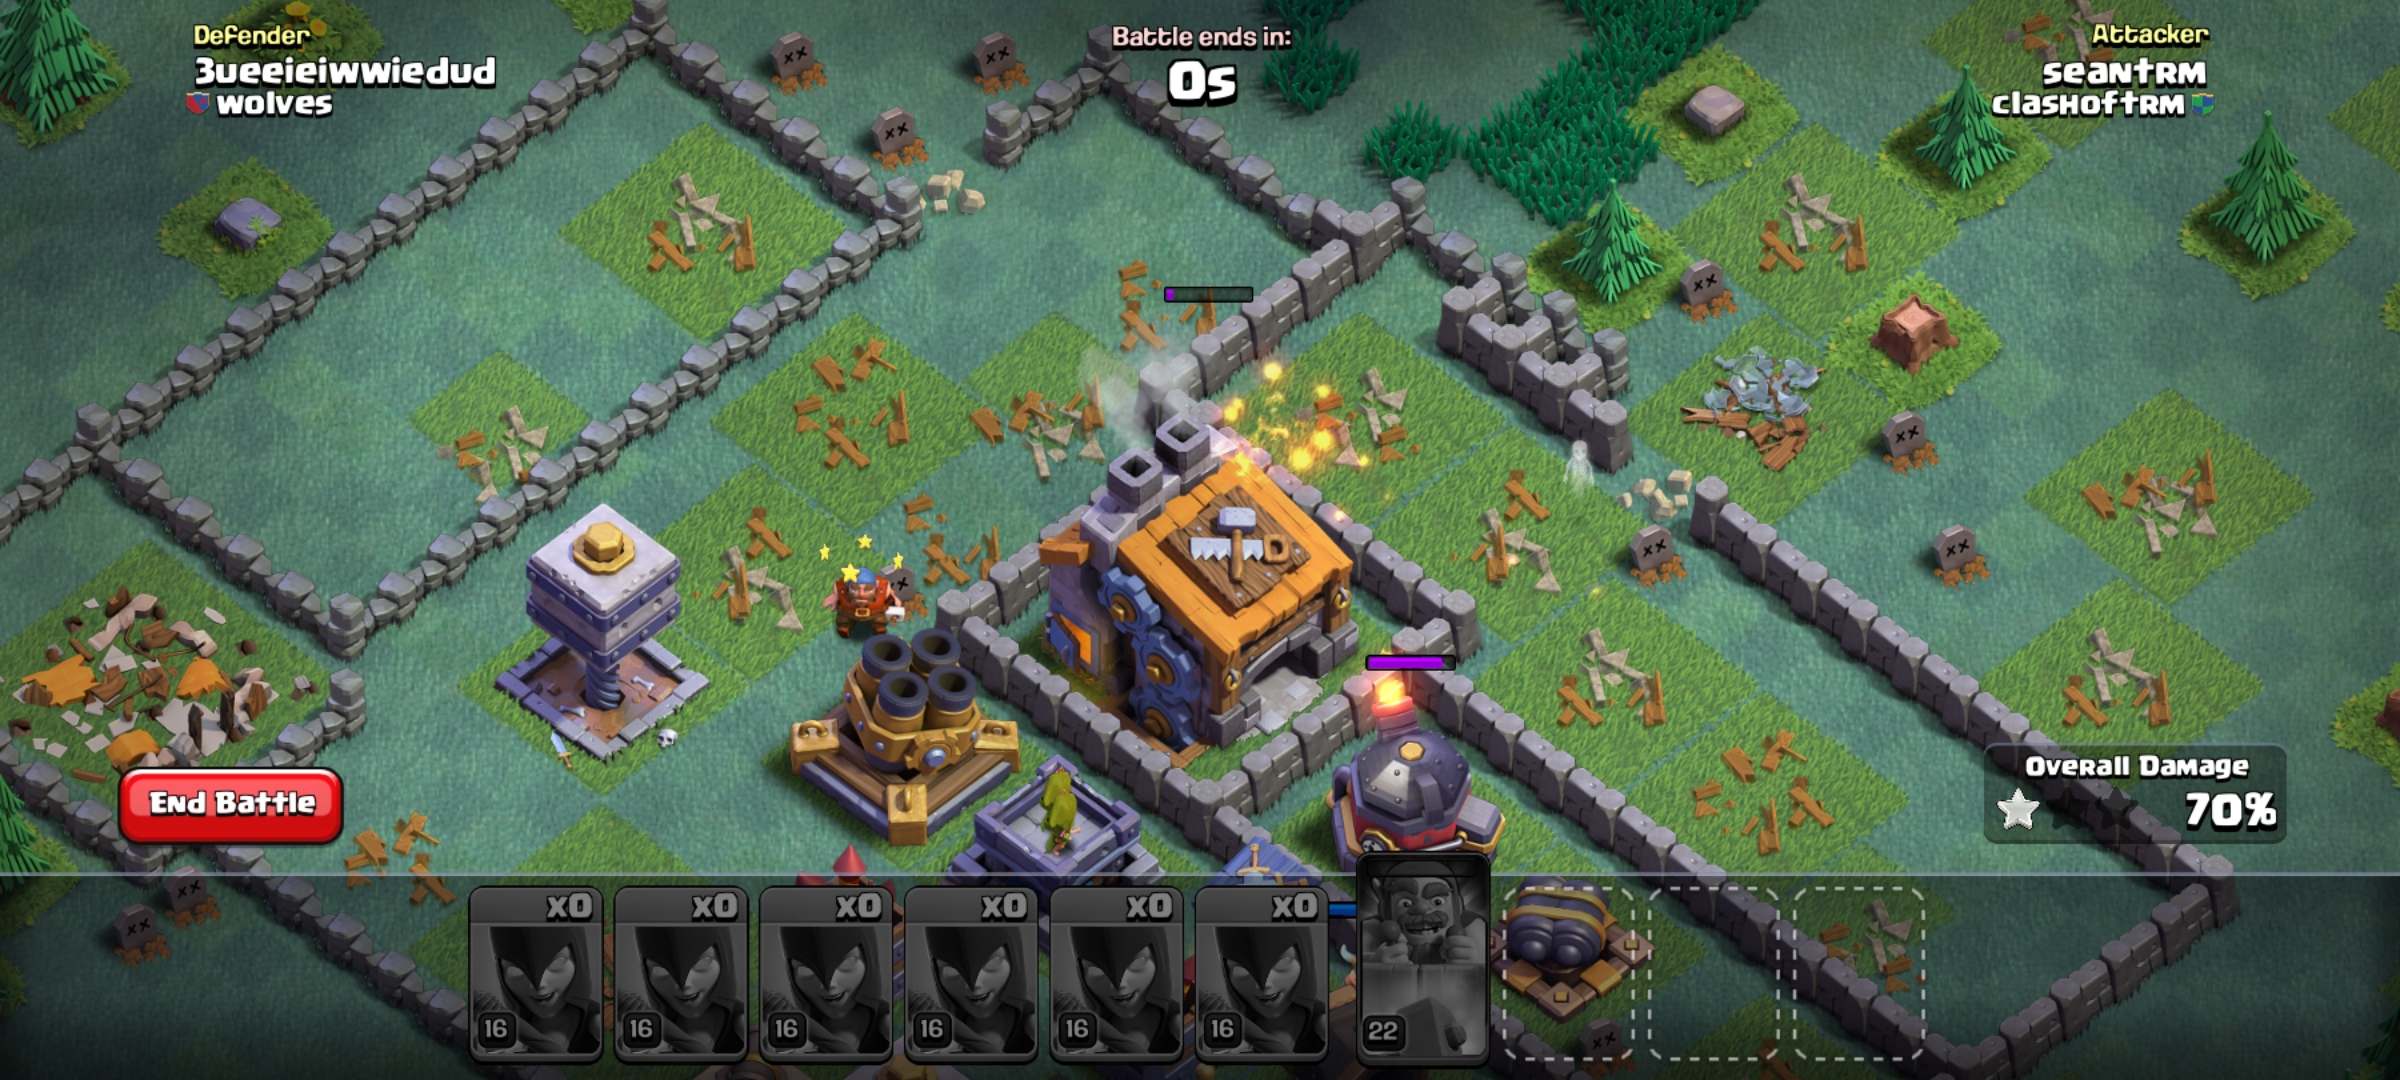 Defender
3ueeieiwwiedud
wolves
Battle ends in:
0s
Attacker
seantRM
clashoftRM
End Battle
Overall Damage
70%
x0
x0
x0
x0
x0
x0
16
16
16
16
16
16
22